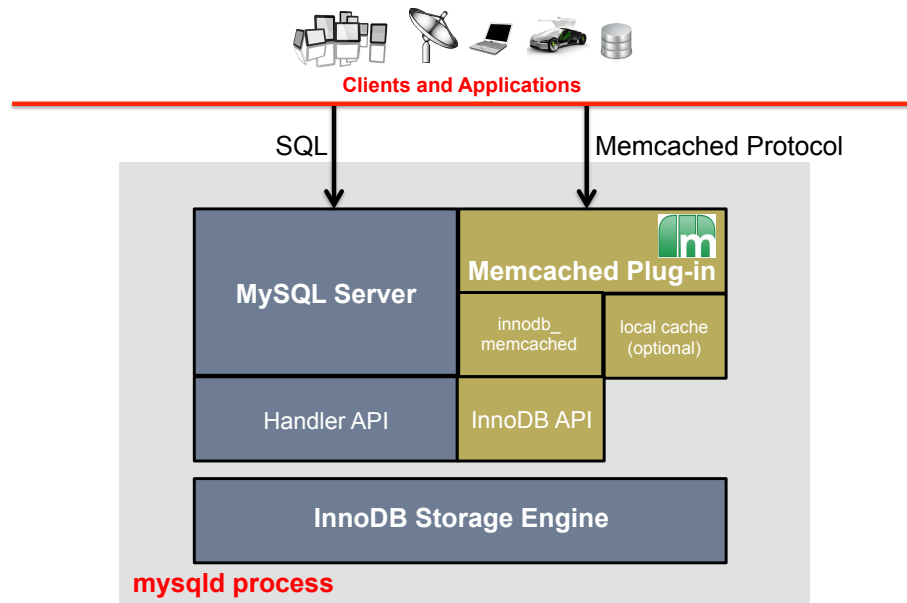 Clients and Applications
SQL
Memcached Protocol
m
Memcached Plug-in
MySQL Server
innodb_
memcached
local cache
(optional)
Handler API
InnoDB API
InnoDB Storage Engine
mysqld process